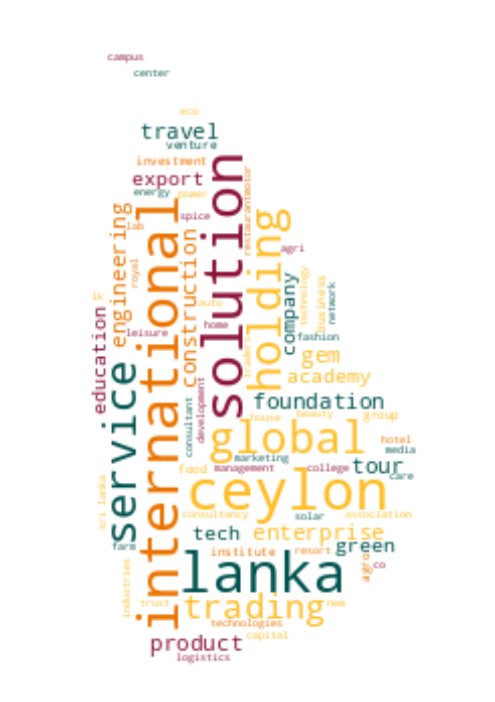 campus
center
eco
travel
venture
investment
export
energy
power
solution
restaurant
motor
international
spice
engineering
lab
holding
construction
agri
royal
technology
company
business
network
lk
auto
education
leisure
home
fashion
traders
gem
academy
service
consultant
development
foundation
house
beauty
group
global
hotel
media
marketing
tour
food
management
college
care
ceylon
sri lanka
consultancy
solar
association
tech
enterprise
farm
institute
resort
green
agro
co
lanka
industries
trust
trading
new
technologies
product
capital
logistics